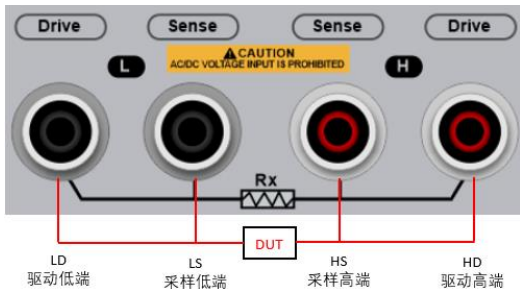 Drive
Sense
Sense
Drive
CAUTION
AC/DC VOLTAGE INPUT IS PROHIBITED
L
H
Rx
DUT
LD
驱动低端
LS
采样低端
HS
采样高端
HD
驱动高端